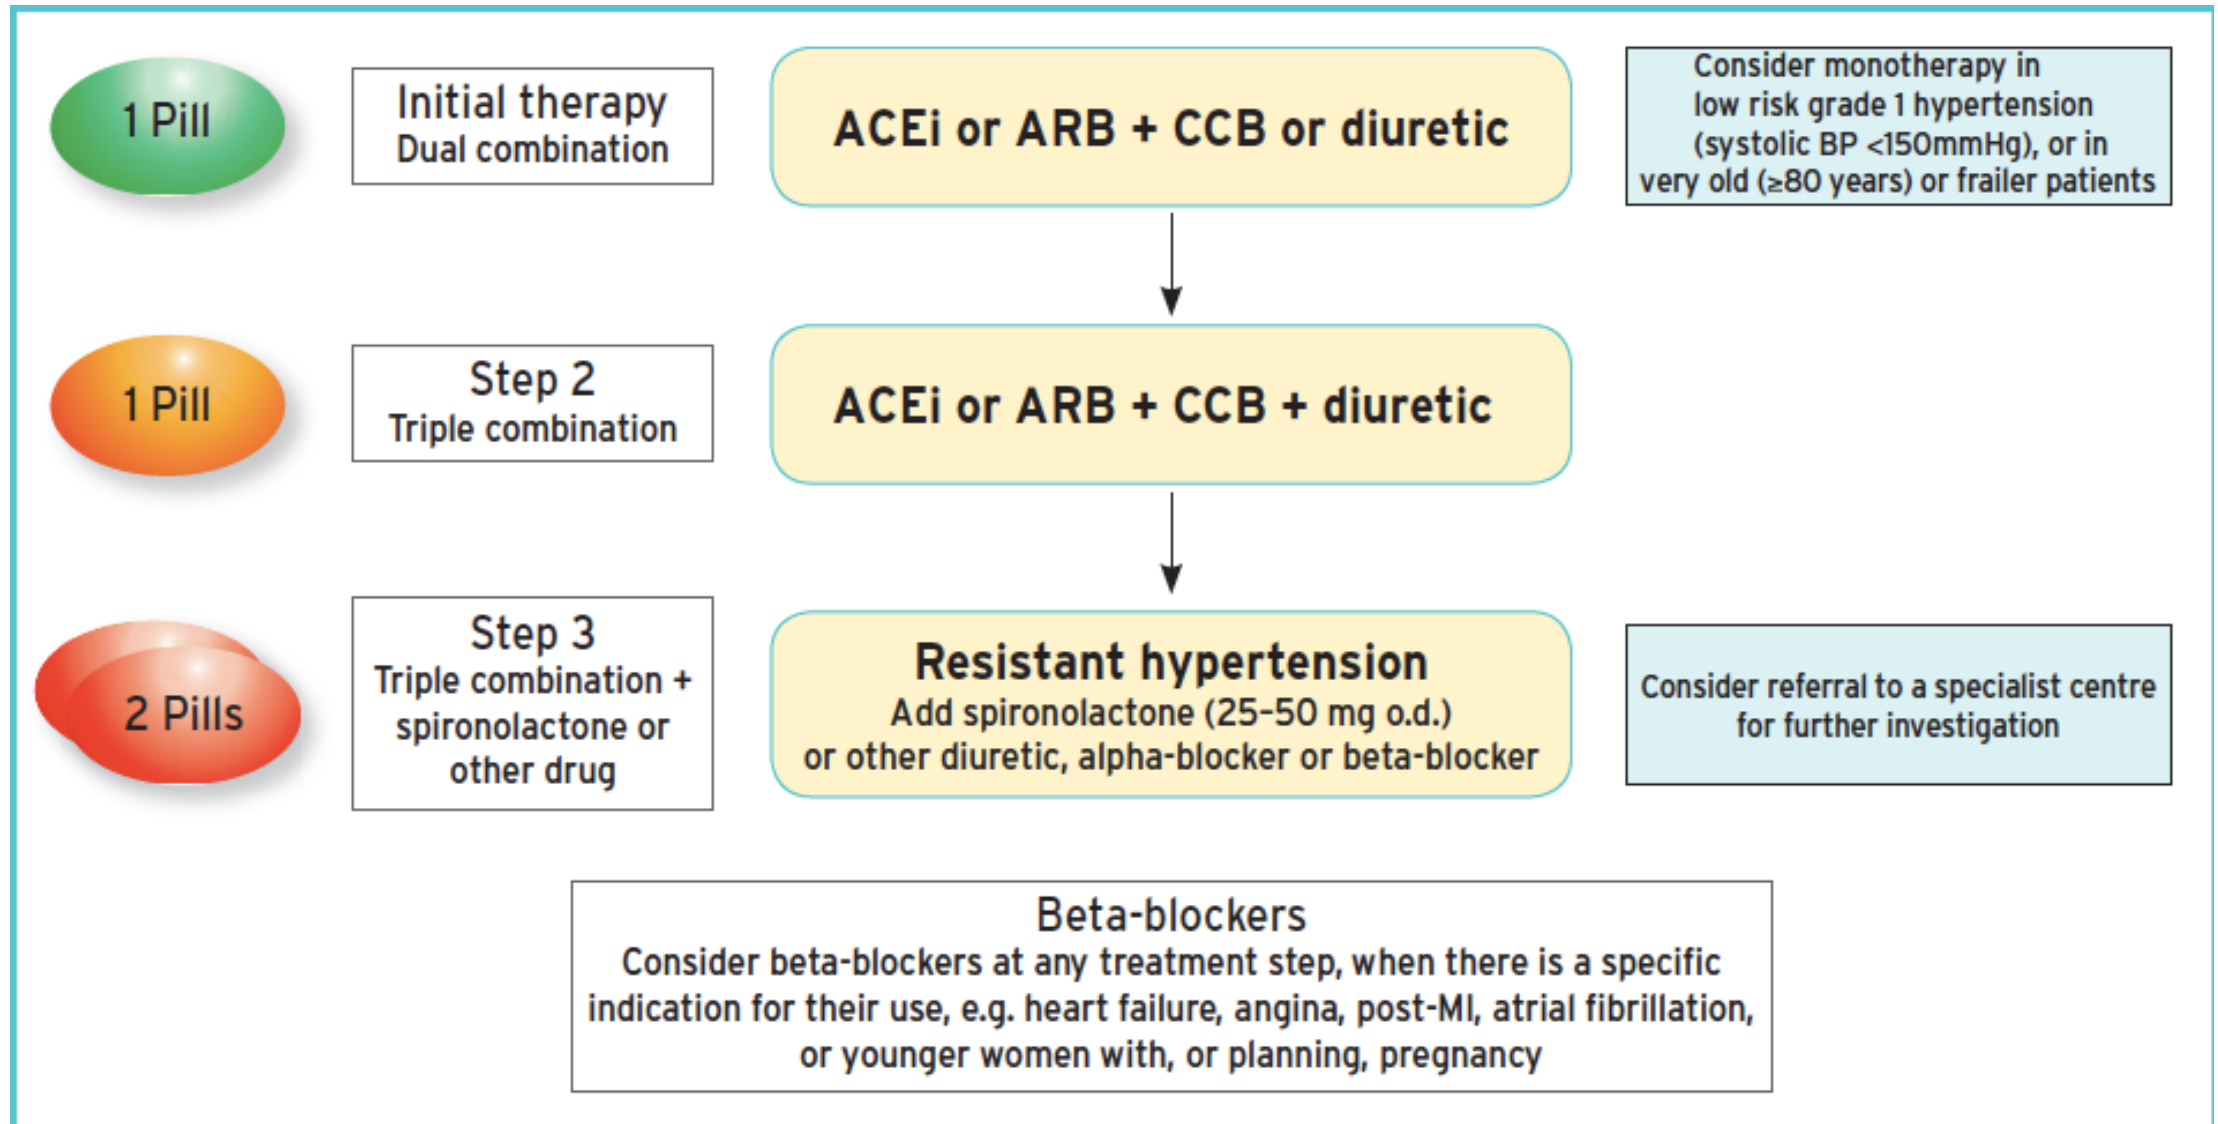 1 Pill
Initial therapy
Dual combination
ACEi or ARB + CCB or diuretic
Consider monotherapy in
low risk grade 1 hypertension
(systolic BP <150mmHg), or in
very old (≥80 years) or frailer patients
1 Pill
Step 2
Triple combination
ACEi or ARB + CCB + diuretic
2 Pills
Step 3
Triple combination +
spironolactone or
other drug
Resistant hypertension
Add spironolactone (25–50 mg o.d.)
or other diuretic, alpha-blocker or beta-blocker
Consider referral to a specialist centre
for further investigation
Beta-blockers
Consider beta-blockers at any treatment step, when there is a specific
indication for their use, e.g. heart failure, angina, post-MI, atrial fibrillation,
or younger women with, or planning, pregnancy